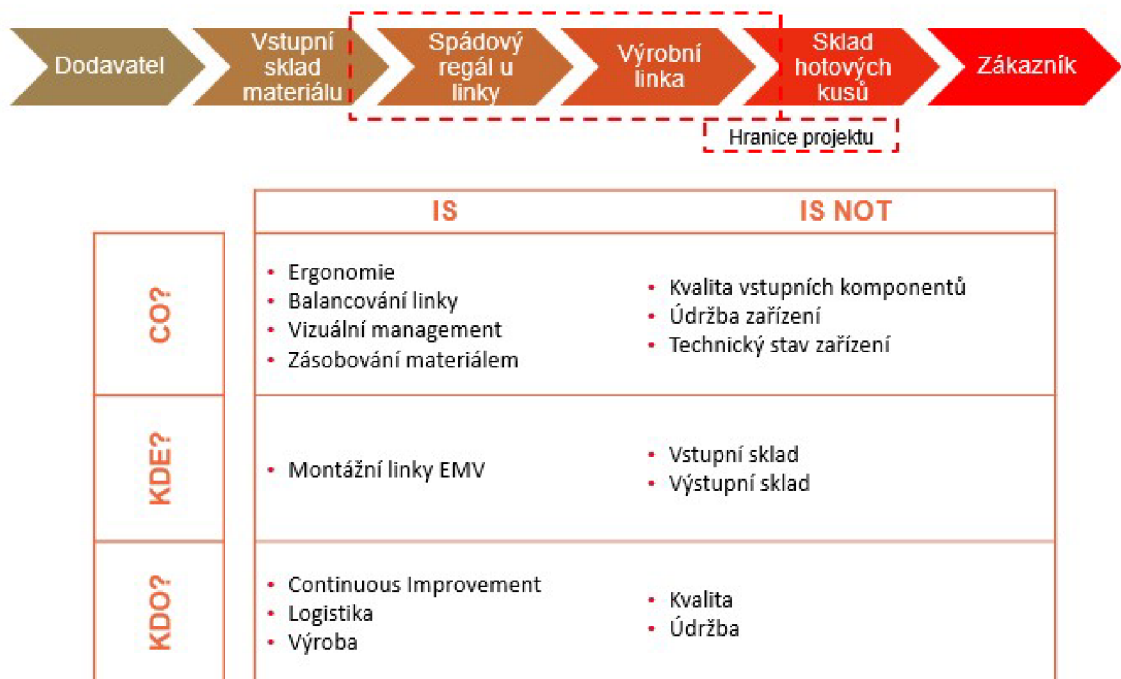 Dodavatel
Vstupní
sklad
materiálu
Spádový
regál u
linky
Výrobní
linka
Sklad
hotových
kusů
Zákazník
Hranice projektu
IS
IS NOT
CO?
• Ergonomie
• Balancování linky
• Vizuální management
• Zásobování materiálem
• Kvalita vstupních komponentů
• Údržba zařízení
• Technický stav zařízení
KDE?
• Montážní linky EMV
• Vstupní sklad
• Výstupní sklad
KDO?
• Continuous Improvement
• Logistika
• Výroba
• Kvalita
• Údržba